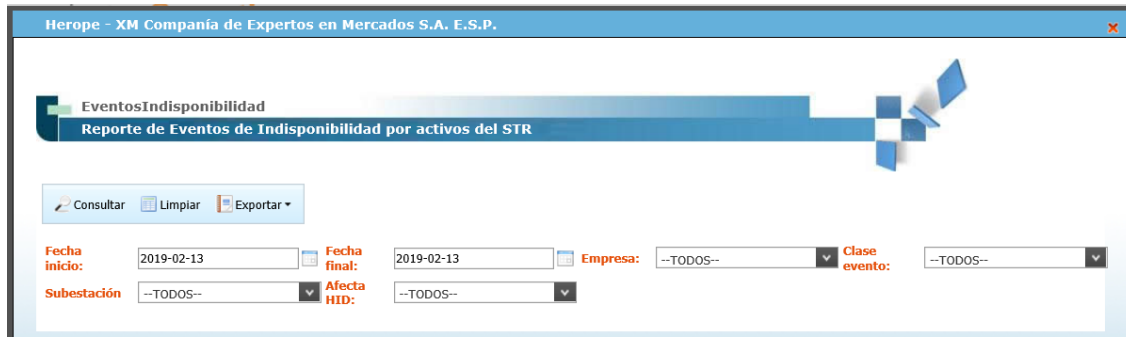 Herope - XM Compañía de Expertos en Mercados S.A. E.S.P.
EventosIndisponibilidad
Reporte de Eventos de Indisponibilidad por activos del STR
Consultar Limpiar Exportar
Fecha inicio: 2019-02-13 Fecha final: 2019-02-13 Empresa: --TODOS-- Clase evento: --TODOS--
Subestación --TODOS-- Afecta HID: --TODOS--